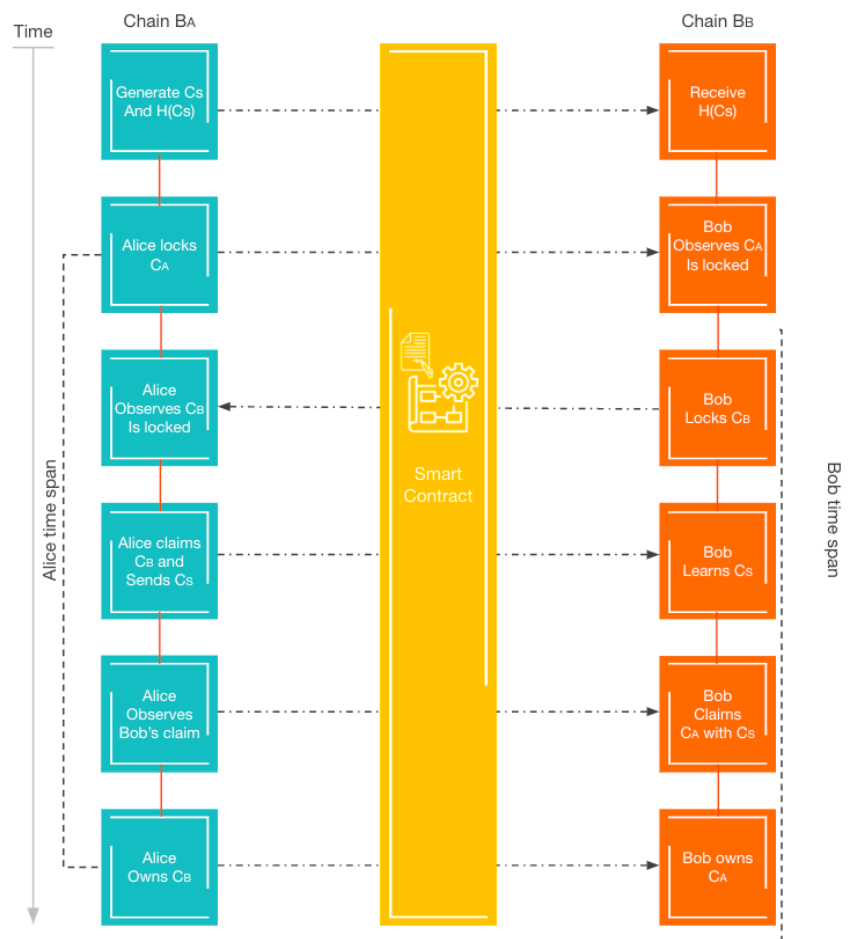 Time
Chain BA
Chain BB
Generate Cs
And H(Cs)
Receive
H(Cs)
Alice locks
CA
Bob
Observes CA
Is locked
Alice
Observes CB
Is locked
Bob
Locks CB
Smart
Contract
Alice time span
Bob time span
Alice claims
CB and
Sends Cs
Bob
Learns Cs
Alice
Observes
Bob's claim
Bob
Claims
CA with Cs
Alice
Owns CB
Bob owns
CA